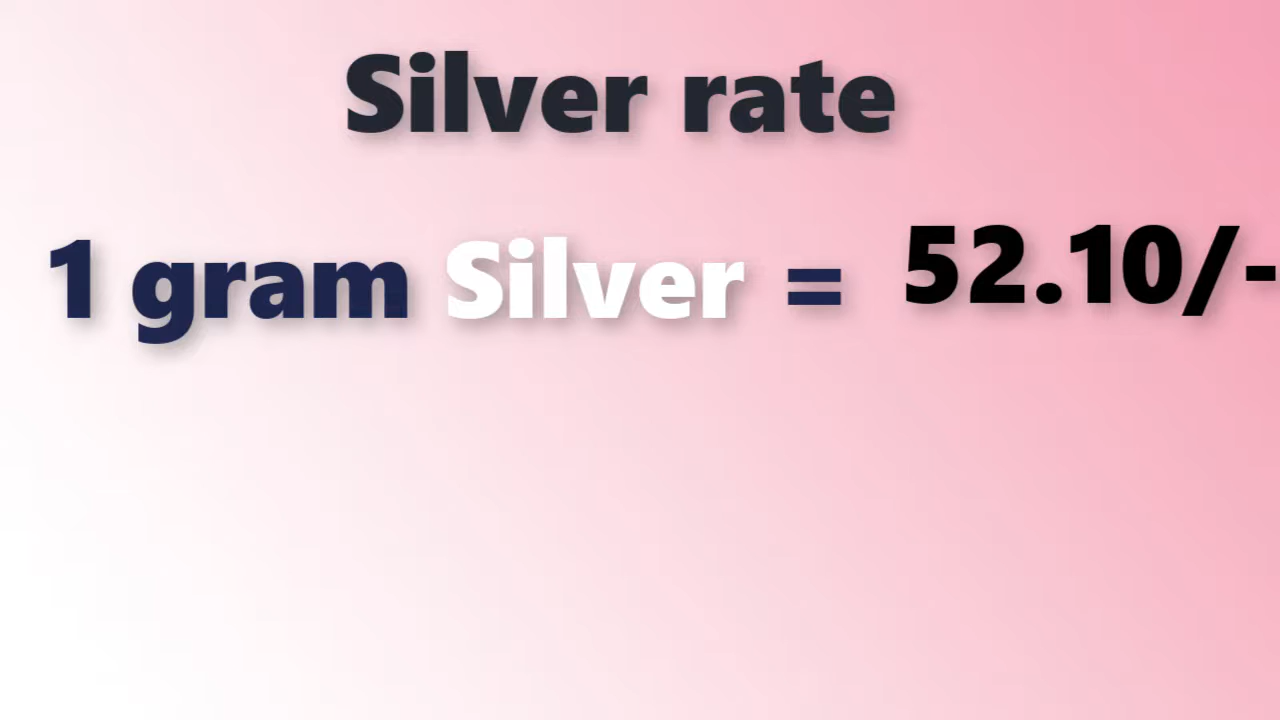 Silver rate
1 gram Silver = 52.10/-